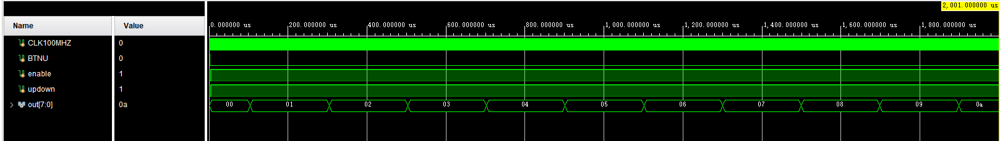 2,001.000000 us
Name Value 0.000000 us 200.000000 us 400.000000 us 600.000000 us 800.000000 us 1,000.000000 us 1,200.000000 us 1,400.000000 us 1,600.000000 us 1,800.000000 us
CLK100MHZ 0
BTNU 0
enable 1
updown 1
out[7:0] 0a 00 01 02 03 04 05 06 07 08 09 0a